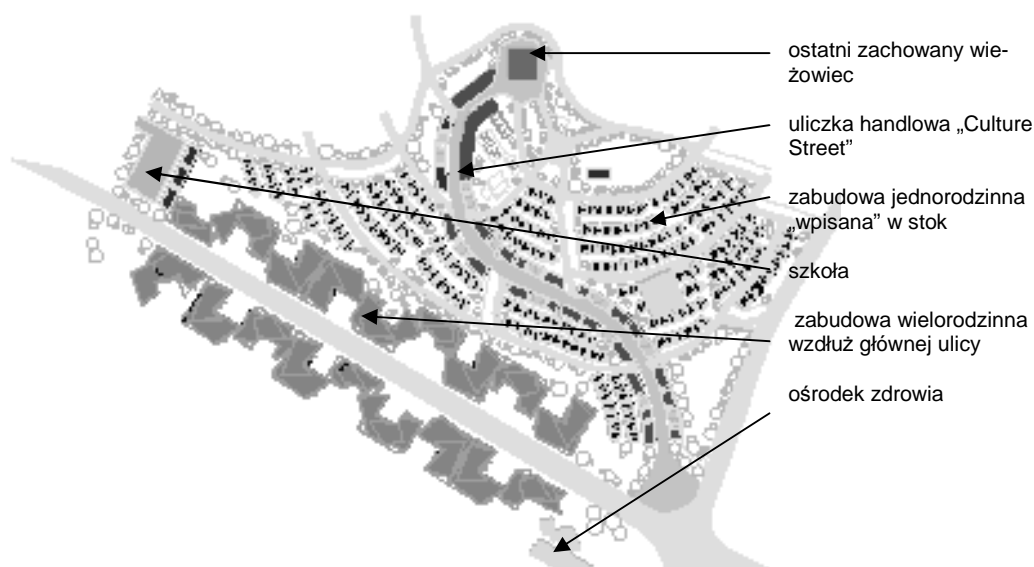 ostatni zachowany wie-
żowiec
uliczka handlowa „Culture
Street”
zabudowa jednorodzinna
„wpisana” w stok
szkoła
zabudowa wielorodzinna
wzdłuż głównej ulicy
ośrodek zdrowia